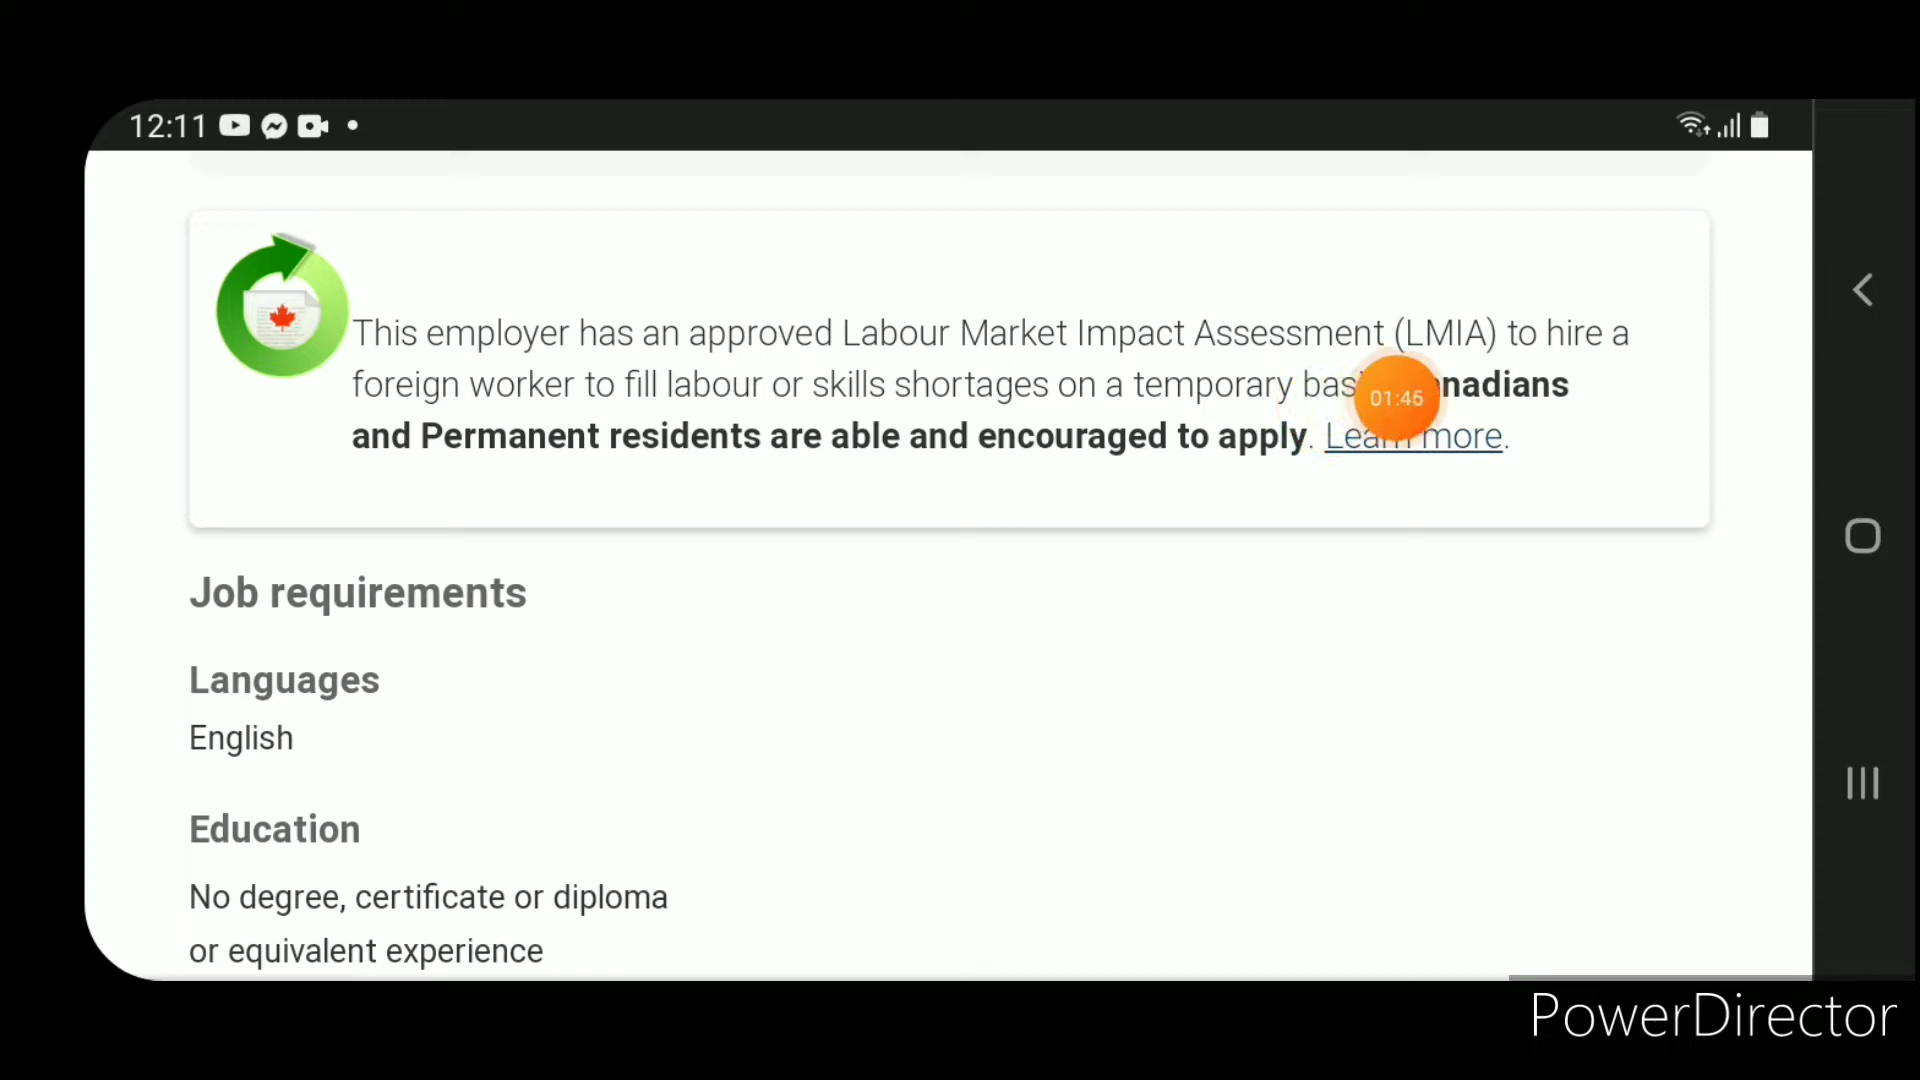 12:11
This employer has an approved Labour Market Impact Assessment (LMIA) to hire a
foreign worker to fill labour or skills shortages on a temporary
01:46
and Permanent residents are able and encouraged to apply. Learn more.
Job requirements
Languages
English
Education
No degree, certificate or diploma
or equivalent experience
PowerDirector